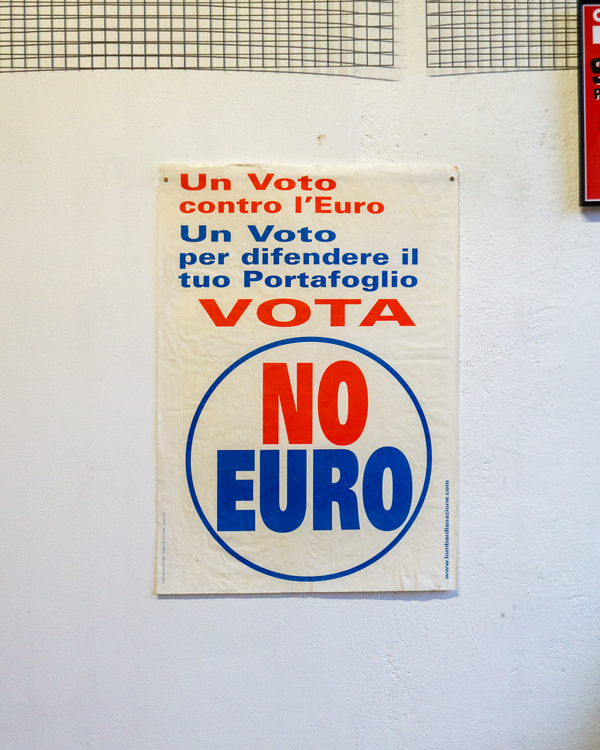 Un Voto
contro l'Euro
Un Voto
per difendere il
tuo Portafoglio
VOTA
NO
EURO
www.lombardianazione.com